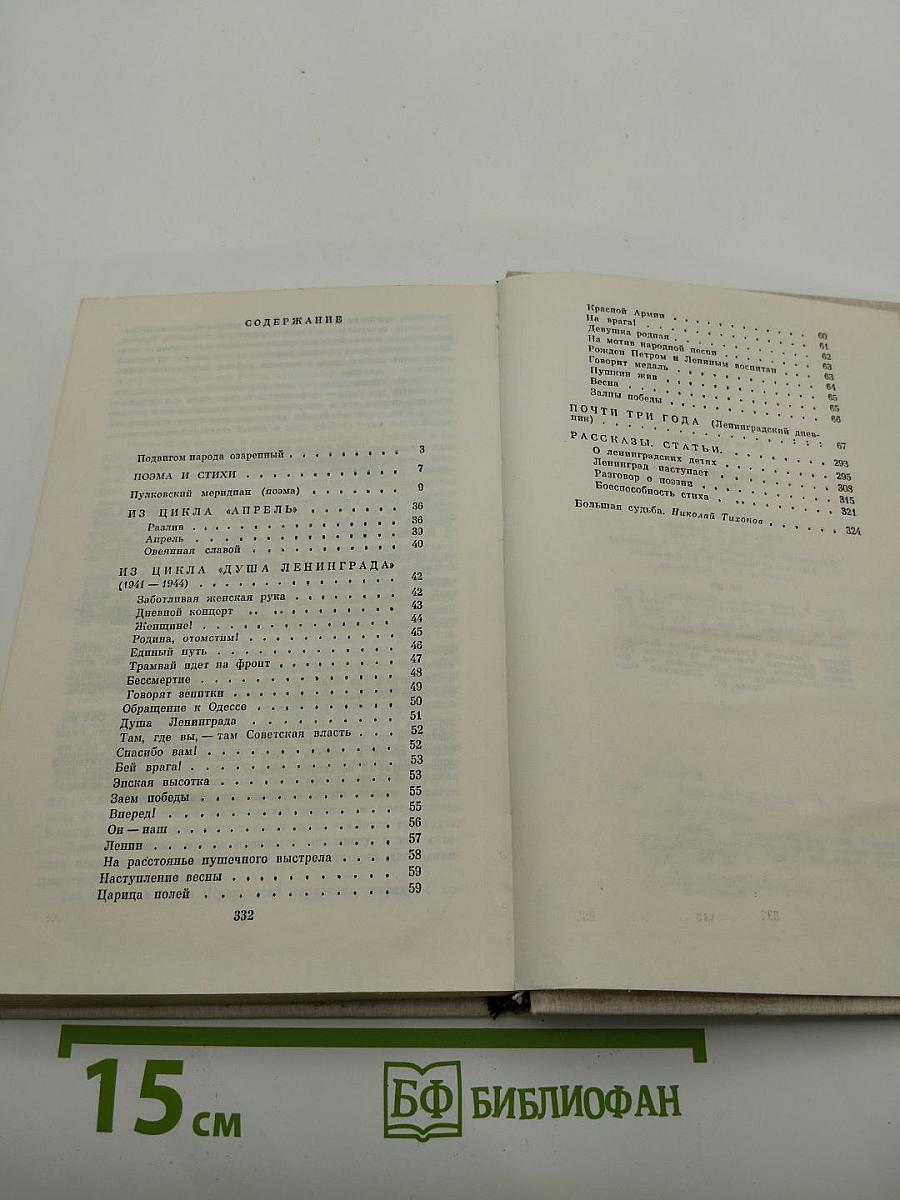 СОДЕРЖАНИЕ
Подвигом народа озаренный . . . . . . . . . 3
ПОЭМА И СТИХИ . . . . . . . . . . . 7
Пулковский меридиан (поэма) . . . . . . . . 9
ИЗ ЦИКЛА «АПРЕЛЬ» . . . . . . . . 36
Разлив . . . . . . . . . . . . . . 36
Апрель . . . . . . . . . . . . . . 39
Овеянная славой . . . . . . . . . . . 40
ИЗ ЦИКЛА «ДУША ЛЕНИНГРАДА»
(1941 — 1944) . . . . . . . . . . . . . 42
Заботливая женская рука . . . . . . . . 42
Дневной концерт . . . . . . . . . . . 43
Женщине! . . . . . . . . . . . . . 44
Родина, отомстим! . . . . . . . . . . 45
Единый путь . . . . . . . . . . . . 46
Трамвай идет на фронт . . . . . . . . . 47
Бессмертие . . . . . . . . . . . . . 48
Говорят зенитки . . . . . . . . . . . 49
Обращение к Одессе . . . . . . . . . . 50
Душа Ленинграда . . . . . . . . . . . 51
Там, где вы, — там Советская власть . . . 52
Спасибо вам! . . . . . . . . . . . . 52
Бей врага! . . . . . . . . . . . . . 53
Эпская высотка . . . . . . . . . . . . 53
Заем победы . . . . . . . . . . . . . 55
Вперед! . . . . . . . . . . . . . . 55
Он — наш . . . . . . . . . . . . . . 56
Ленин . . . . . . . . . . . . . . . 57
На расстоянье пушечного выстрела . . . . 58
Наступление весны . . . . . . . . . . 59
Царица полей . . . . . . . . . . . . 59
332
Красной Армии . . . . . . . . . . . 60
На врага! . . . . . . . . . . . . . 61
Девушка родная . . . . . . . . . . . 62
На мотив народной песни . . . . . . . . 63
Рожден Петром и Лениным воспитан . . . 63
Говорит медаль . . . . . . . . . . . 64
Пушкин жив . . . . . . . . . . . . 65
Весна . . . . . . . . . . . . . . 65
Залпы победы . . . . . . . . . . . . 66
ПОЧТИ ТРИ ГОДА (Ленинградский днев-
ник) . . . . . . . . . . . . . . . 67
РАССКАЗЫ. СТАТЬИ. . . . . . . . . 293
О ленинградских детях . . . . . . . . 295
Ленинград наступает . . . . . . . . . 308
Разговор о поэзии . . . . . . . . . . 315
Боеспособность стиха . . . . . . . . . 321
Большая судьба. Николай Тихонов . . . . . . 324
15 см
БФ БИБЛИОФАН